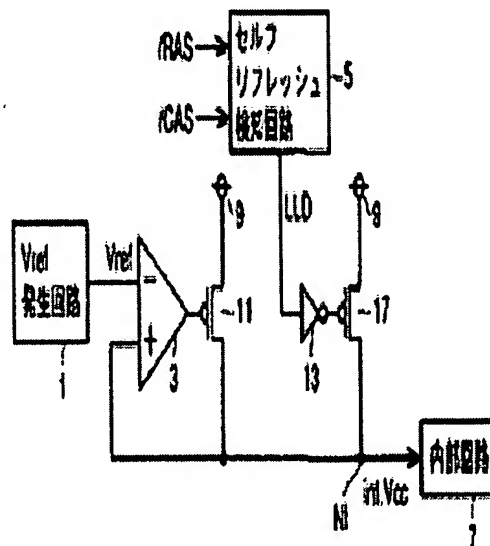 /RAS
セルフ
リフレッシュ
検知回路
5
/CAS
9
LLD
9
Vref
発生回路
Vref
-
+
3
11
13
17
1
内部回路
N1
int.Vcc
7